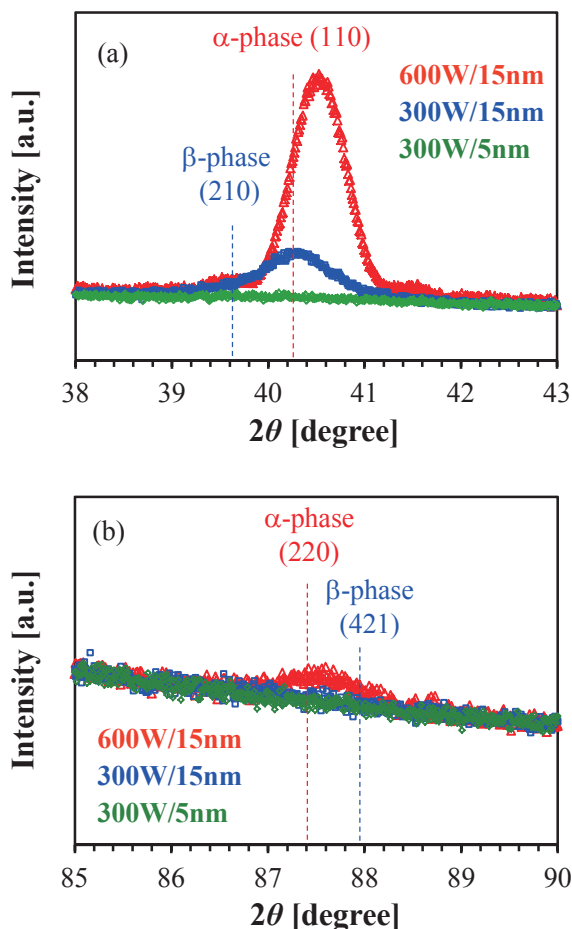 (a)
α-phase (110)
600W/15nm
300W/15nm
300W/5nm
β-phase
(210)
Intensity [a.u.]
38 39 40 41 42 43
2θ [degree]
(b)
α-phase
(220)
β-phase
(421)
Intensity [a.u.]
600W/15nm
300W/15nm
300W/5nm
85 86 87 88 89 90
2θ [degree]